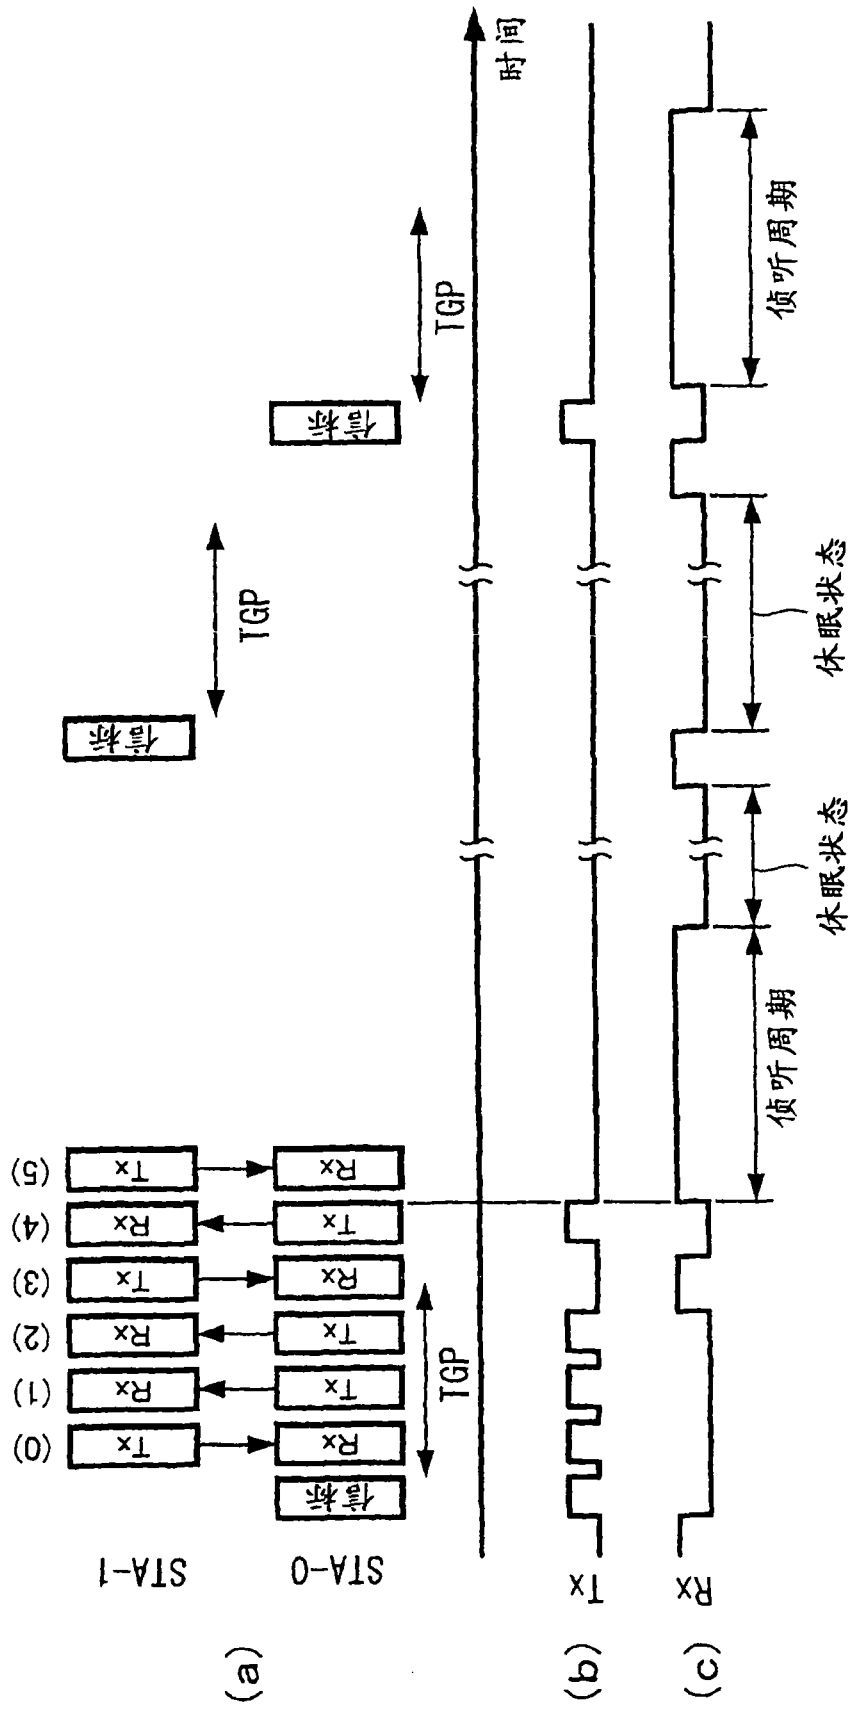 (a)
STA-1
(0)
(1)
(2)
(3)
(4)
(5)
Tx
Rx
Rx
Tx
Rx
Tx
信标
TGP
STA-0
信标
Rx
Tx
Tx
Rx
Tx
Rx
信标
TGP
TGP
时间
(b)
Tx
(c)
Rx
侦听周期
休眠状态
休眠状态
侦听周期